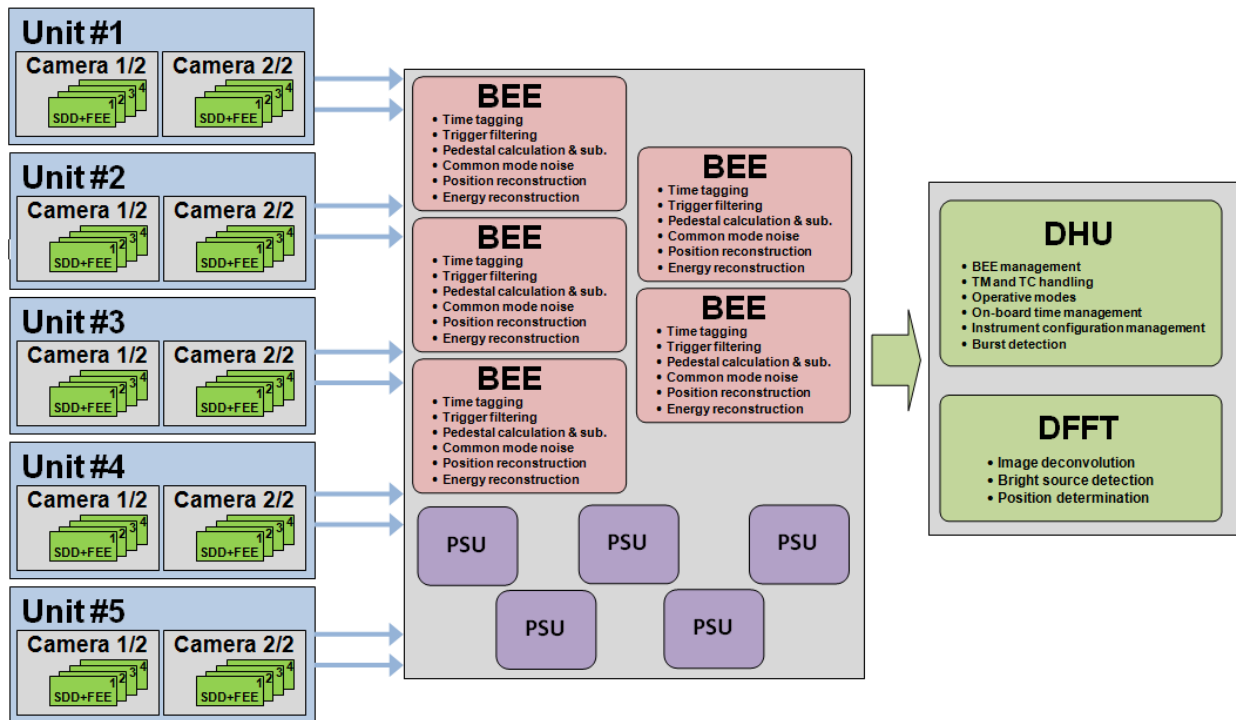 Unit #1
Camera 1/2
1 2 3 4
SDD+FEE
Camera 2/2
1 2 3 4
SDD+FEE
Unit #2
Camera 1/2
1 2 3 4
SDD+FEE
Camera 2/2
1 2 3 4
SDD+FEE
Unit #3
Camera 1/2
1 2 3 4
SDD+FEE
Camera 2/2
1 2 3 4
SDD+FEE
Unit #4
Camera 1/2
1 2 3 4
SDD+FEE
Camera 2/2
1 2 3 4
SDD+FEE
Unit #5
Camera 1/2
1 2 3 4
SDD+FEE
Camera 2/2
1 2 3 4
SDD+FEE
BEE
• Time tagging
• Trigger filtering
• Pedestal calculation & sub.
• Common mode noise
• Position reconstruction
• Energy reconstruction
BEE
• Time tagging
• Trigger filtering
• Pedestal calculation & sub.
• Common mode noise
• Position reconstruction
• Energy reconstruction
BEE
• Time tagging
• Trigger filtering
• Pedestal calculation & sub.
• Common mode noise
• Position reconstruction
• Energy reconstruction
BEE
• Time tagging
• Trigger filtering
• Pedestal calculation & sub.
• Common mode noise
• Position reconstruction
• Energy reconstruction
BEE
• Time tagging
• Trigger filtering
• Pedestal calculation & sub.
• Common mode noise
• Position reconstruction
• Energy reconstruction
PSU
PSU
PSU
PSU
PSU
DHU
• BEE management
• TM and TC handling
• Operative modes
• On-board time management
• Instrument configuration management
• Burst detection
DFFT
• Image deconvolution
• Bright source detection
• Position determination